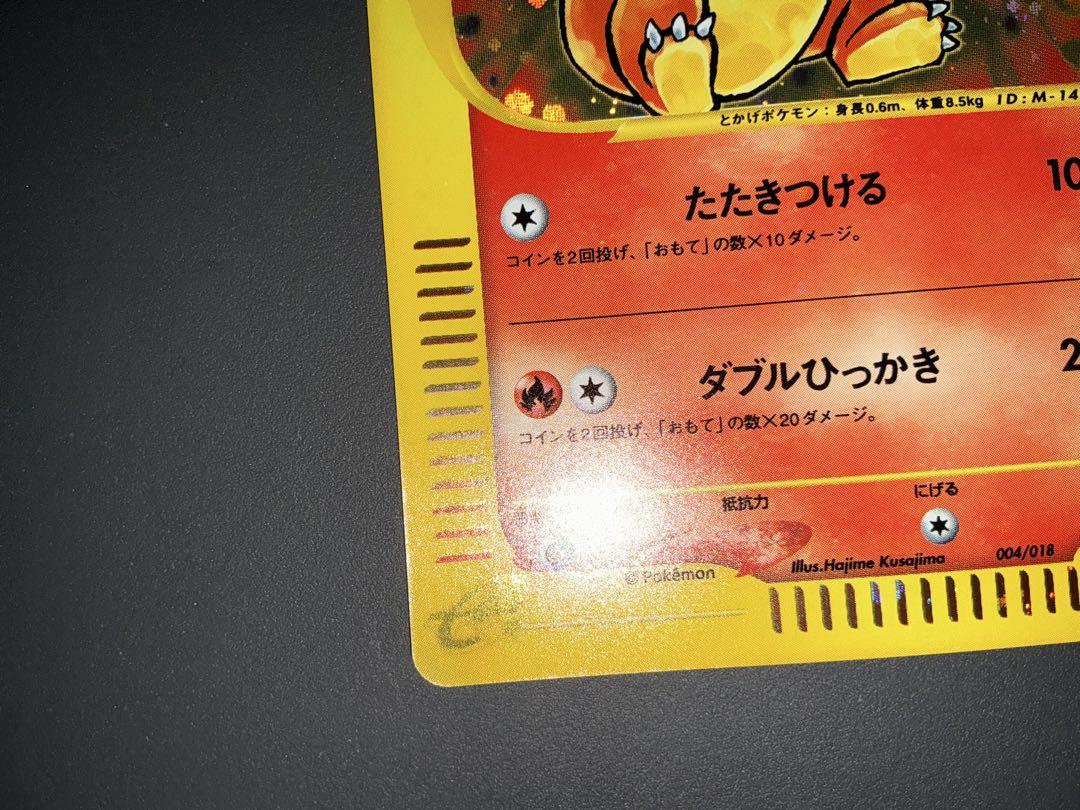 とかげポケモン：身長0.6m、体重8.5kg ID:M-14
たたきつける 10
コインを2回投げ、「おもて」の数×10ダメージ。
ダブルひっかき 2
コインを2回投げ、「おもて」の数×20ダメージ。
抵抗力 にげる
Illus.Hajime Kusajima 004/018
© Pokémon